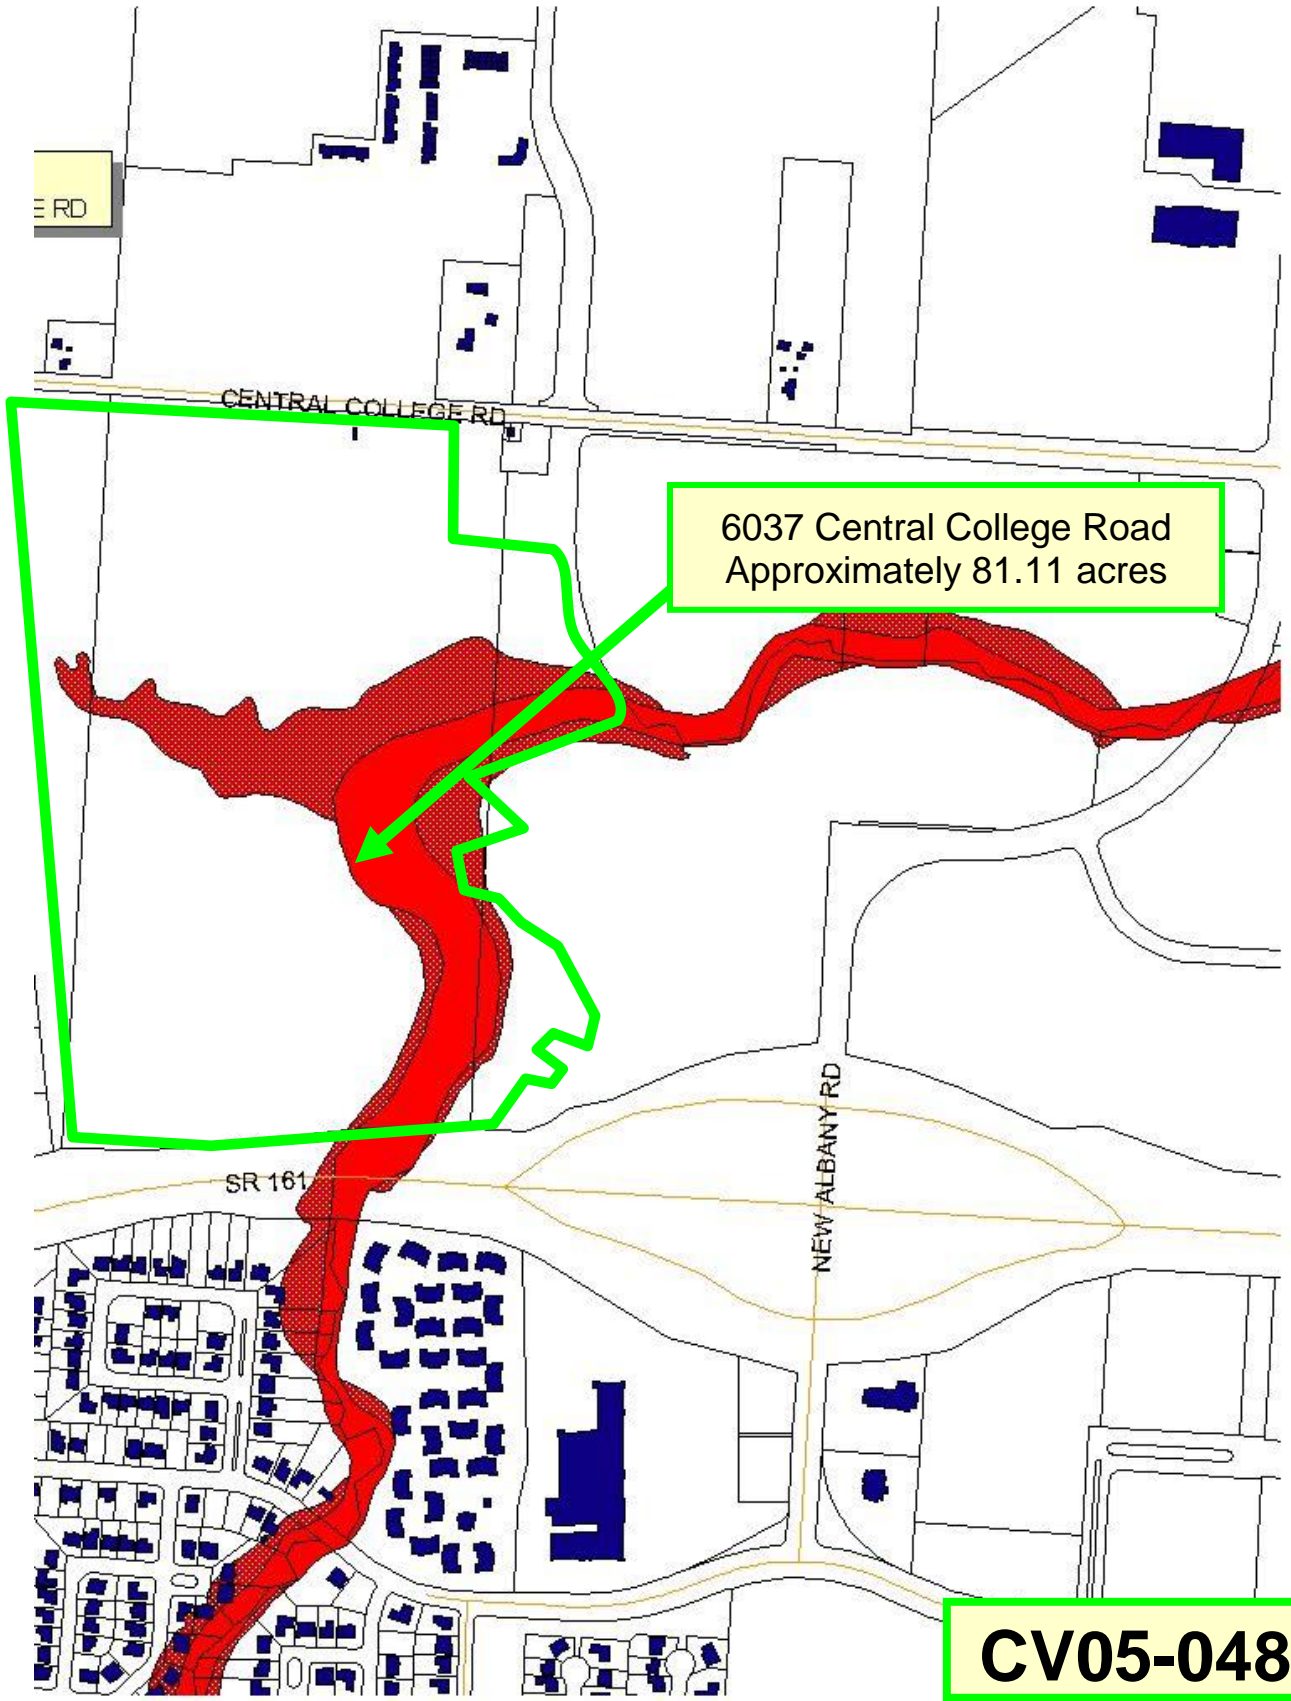 E RD
CENTRAL COLLEGE RD
6037 Central College Road
Approximately 81.11 acres
NEW ALBANY RD
SR 161
CV05-048